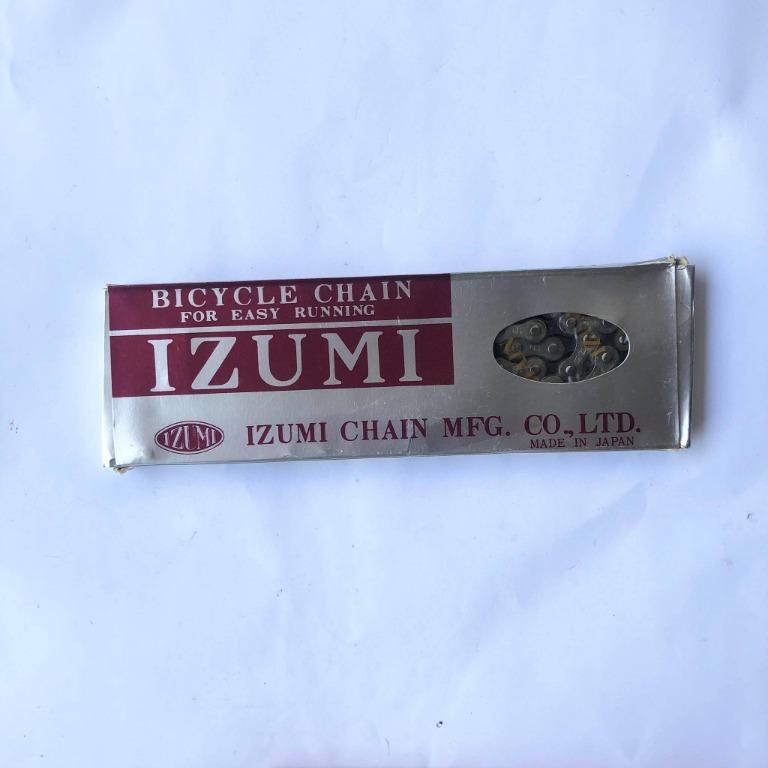 BICYCLE CHAIN
FOR EASY RUNNING
IZUMI
IZUMI
IZUMI CHAIN MFG. CO., LTD.
MADE IN JAPAN